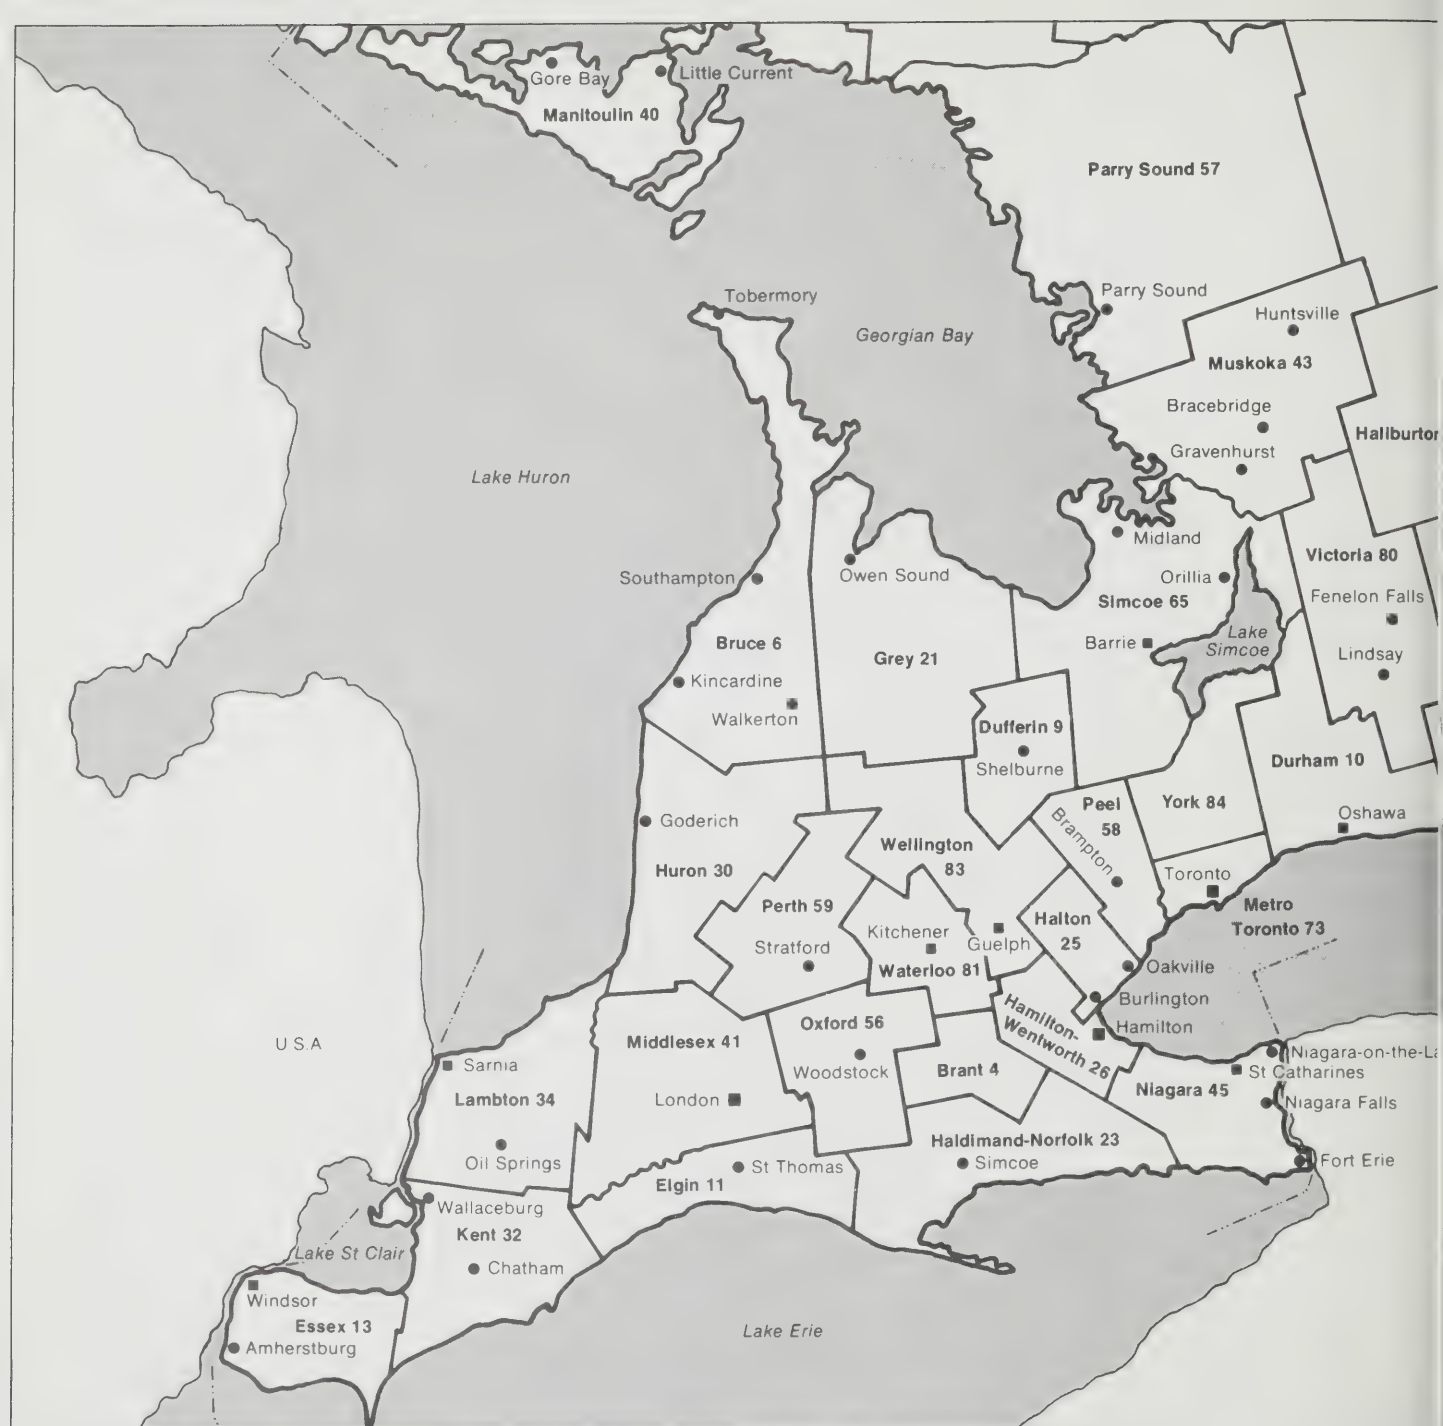 Gore Bay
Little Current
Manitoulin 40
Parry Sound 57
Tobermory
Parry Sound
Georgian Bay
Huntsville
Muskoka 43
Bracebridge
Gravenhurst
Haliburton
Lake Huron
Midland
Southampton
Owen Sound
Orillia
Victoria 80
Simcoe 65
Fenelon Falls
Bruce 6
Grey 21
Barrie
Lake
Simcoe
Lindsay
Kincardine
Walkerton
Dufferin 9
Shelburne
Durham 10
Peel
58
York 84
Brampton
Oshawa
Goderich
Wellington
83
Huron 30
Toronto
Metro
Toronto 73
Perth 59
Stratford
Kitchener
Guelph
Waterloo 81
Halton
25
Oakville
Burlington
Hamilton
Hamilton-
Wentworth 26
USA
Middlesex 41
Oxford 56
Woodstock
Brant 4
Sarnia
Lambton 34
London
Niagara-on-the-La
St Catharines
Niagara 45
Niagara Falls
Oil Springs
Elgin 11
St Thomas
Haldimand-Norfolk 23
Simcoe
Fort Erie
Wallaceburg
Kent 32
Lake St Clair
Chatham
Windsor
Essex 13
Amherstburg
Lake Erie